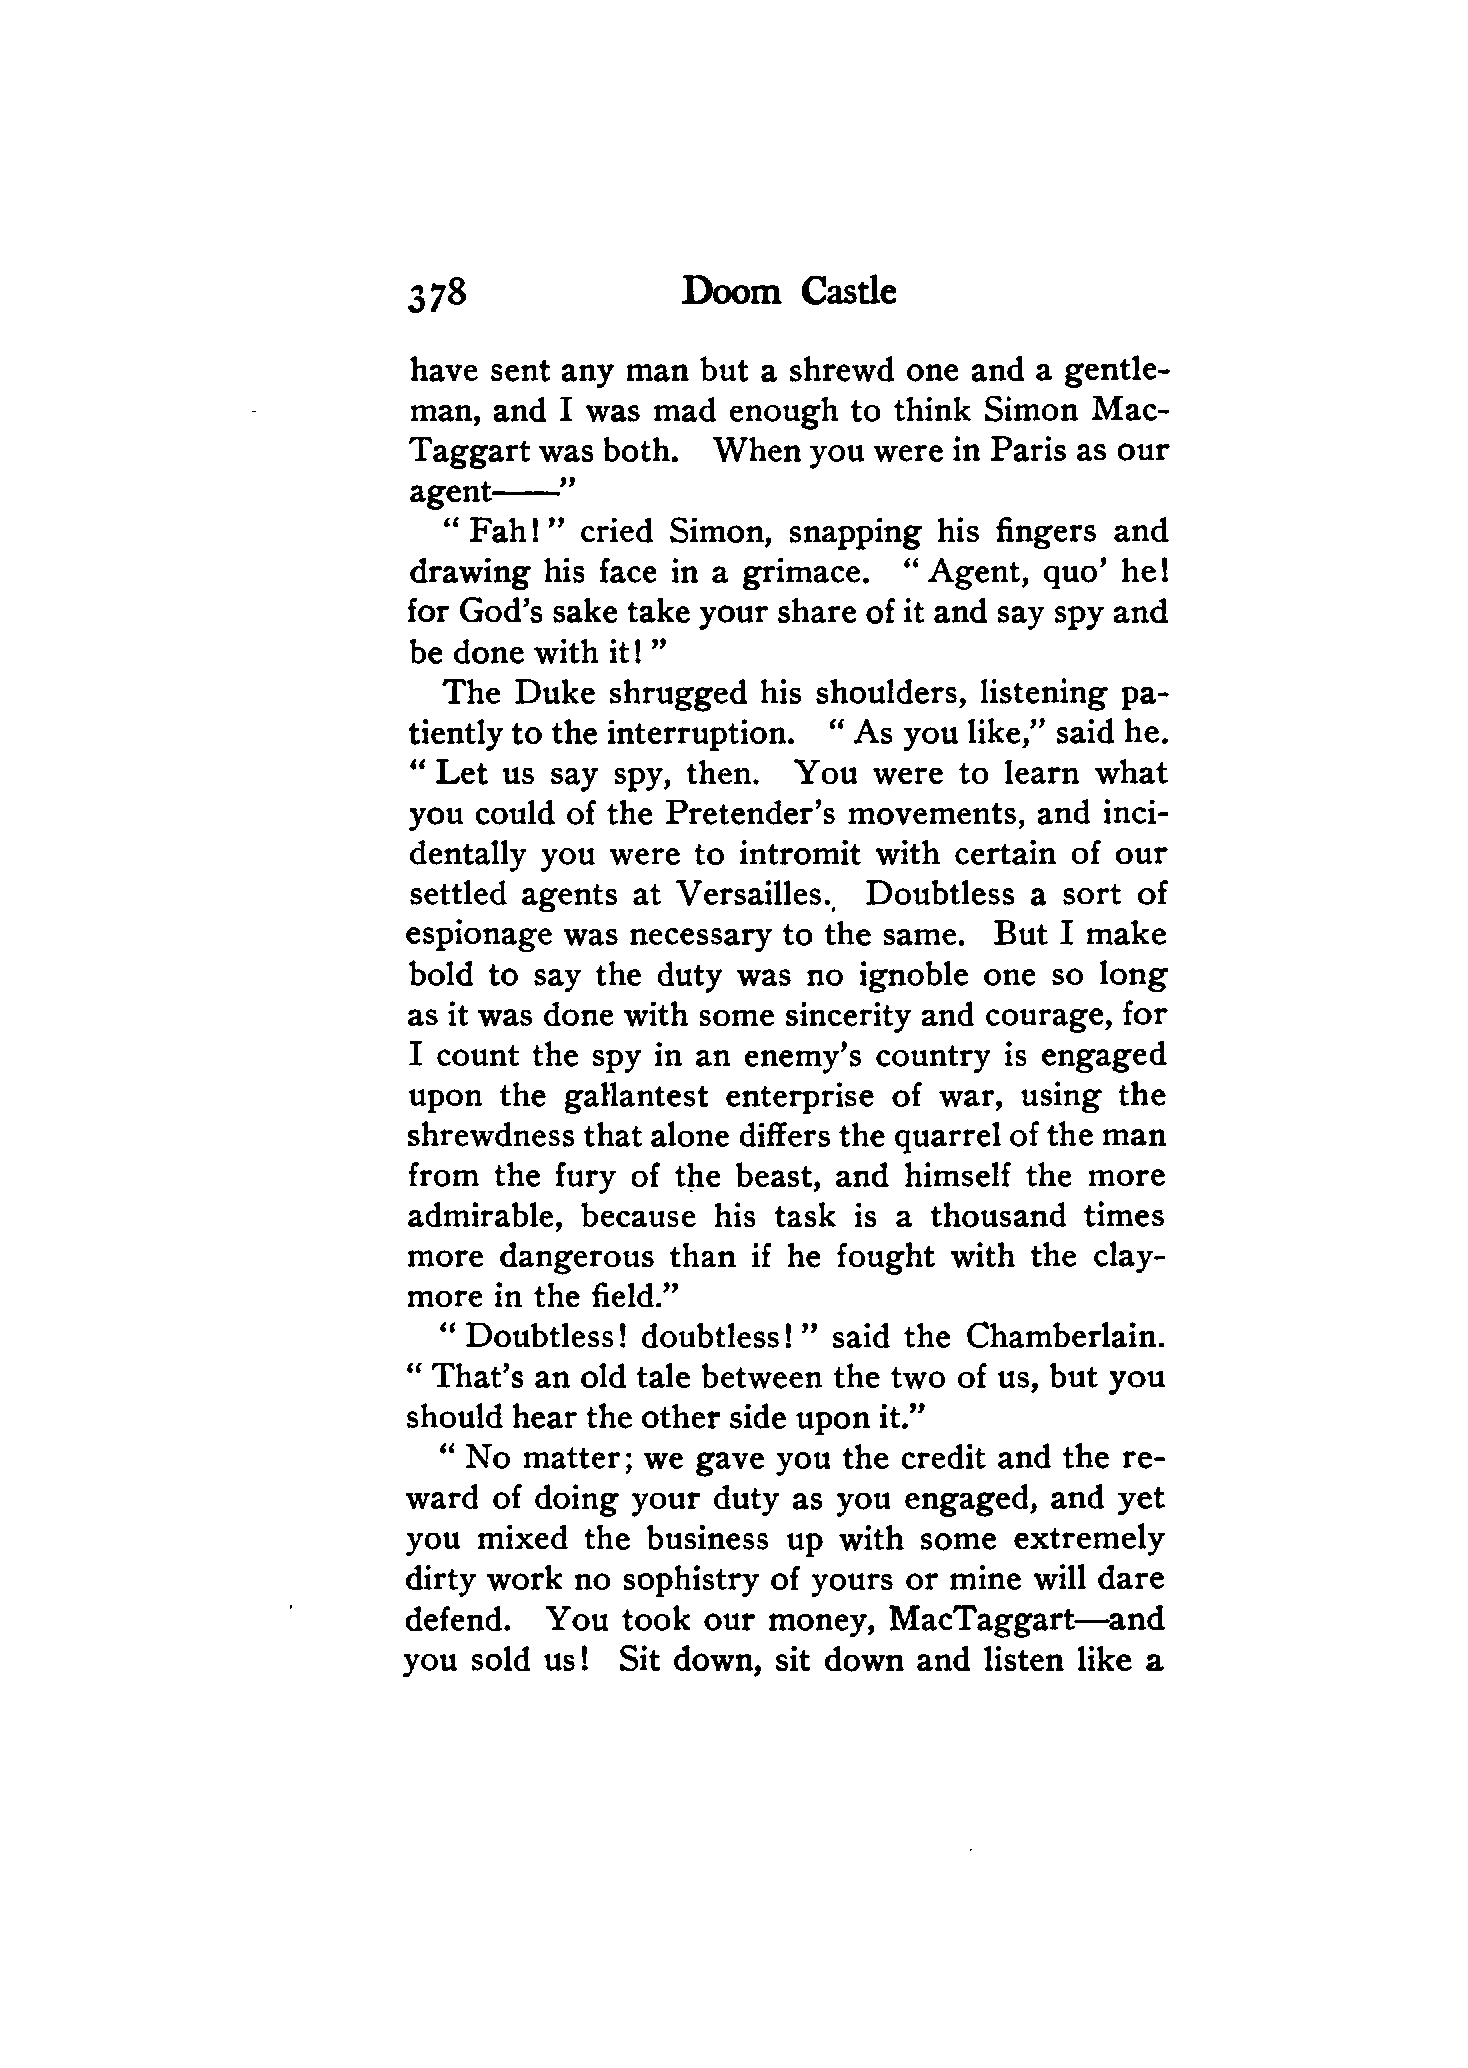 378 Doom Castle
have sent any man but a shrewd one and a gentle-
man, and I was mad enough to think Simon Mac-
Taggart was both. When you were in Paris as our
agent——”
“ Fah! ” cried Simon, snapping his fingers and
drawing his face in a grimace. “ Agent, quo’ he!
for God’s sake take your share of it and say spy and
be done with it! ”
The Duke shrugged his shoulders, listening pa-
tiently to the interruption. “ As you like,” said he.
“ Let us say spy, then. You were to learn what
you could of the Pretender’s movements, and inci-
dentally you were to intromit with certain of our
settled agents at Versailles. Doubtless a sort of
espionage was necessary to the same. But I make
bold to say the duty was no ignoble one so long
as it was done with some sincerity and courage, for
I count the spy in an enemy’s country is engaged
upon the gallantest enterprise of war, using the
shrewdness that alone differs the quarrel of the man
from the fury of the beast, and himself the more
admirable, because his task is a thousand times
more dangerous than if he fought with the clay-
more in the field.”
“ Doubtless! doubtless! ” said the Chamberlain.
“ That’s an old tale between the two of us, but you
should hear the other side upon it.”
“ No matter; we gave you the credit and the re-
ward of doing your duty as you engaged, and yet
you mixed the business up with some extremely
dirty work no sophistry of yours or mine will dare
defend. You took our money, MacTaggart—and
you sold us! Sit down, sit down and listen like a